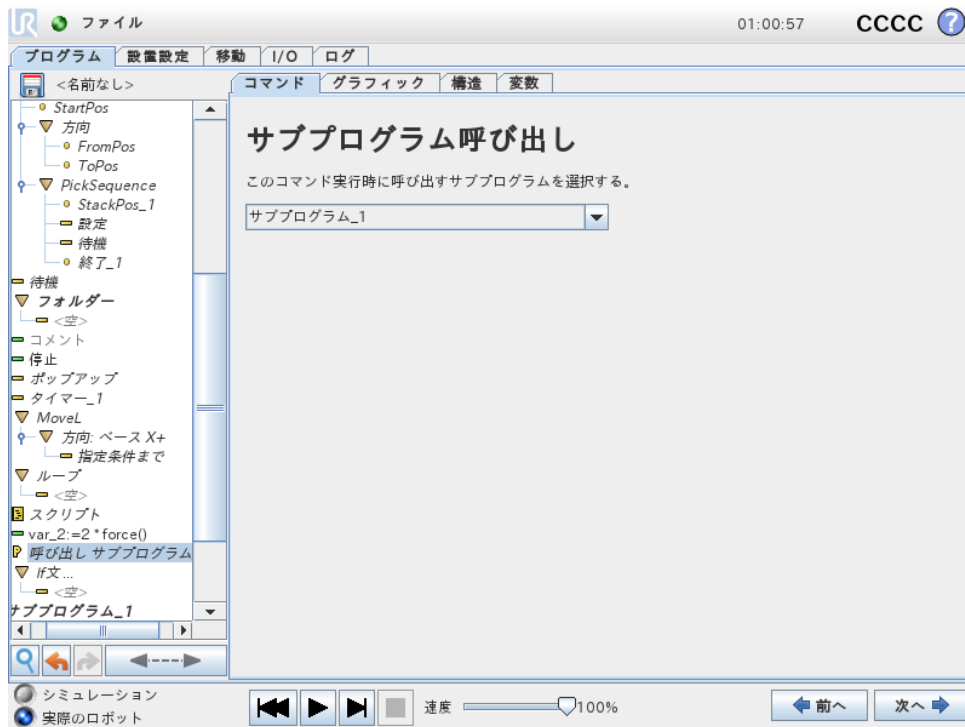 UR ファイル 01:00:57 CCCC ?
プログラム 設置設定 移動 I/O ログ
<名前なし>
コマンド グラフィック 構造 変数
StartPos
方向
FromPos
ToPos
PickSequence
StackPos_1
設定
待機
終了_1
待機
フォルダー
<空>
コメント
停止
ポップアップ
タイマー_1
MoveL
方向: ベース X+
指定条件まで
ループ
<空>
スクリプト
var_2:=2 * force()
P 呼び出し サブプログラム
If文 ...
<空>
サブプログラム_1
サブプログラム呼び出し
このコマンド実行時に呼び出すサブプログラムを選択する。
サブプログラム_1
シミュレーション
実際のロボット
速度 100%
前へ 次へ